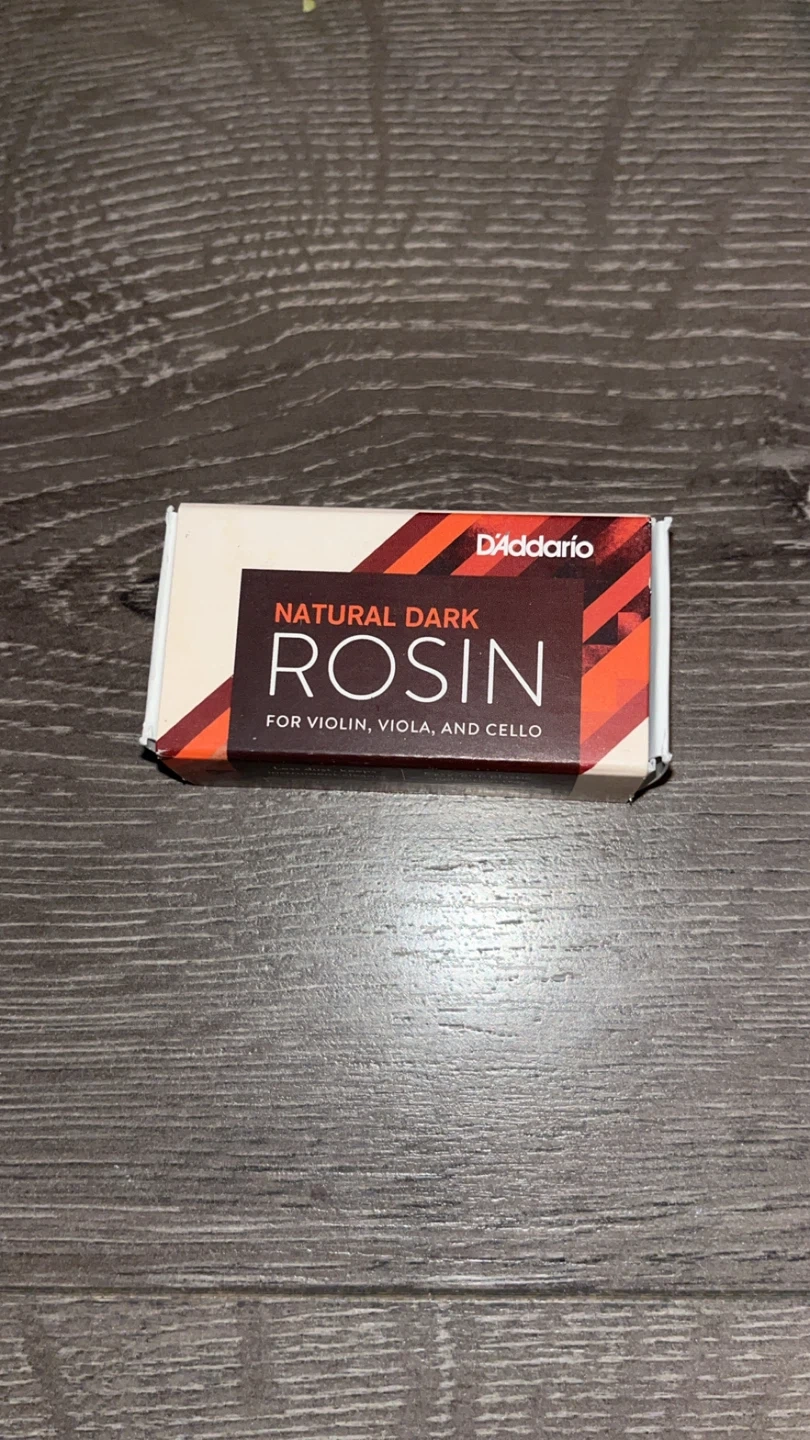 D'Addario
NATURAL DARK
ROSIN
FOR VIOLIN, VIOLA, AND CELLO